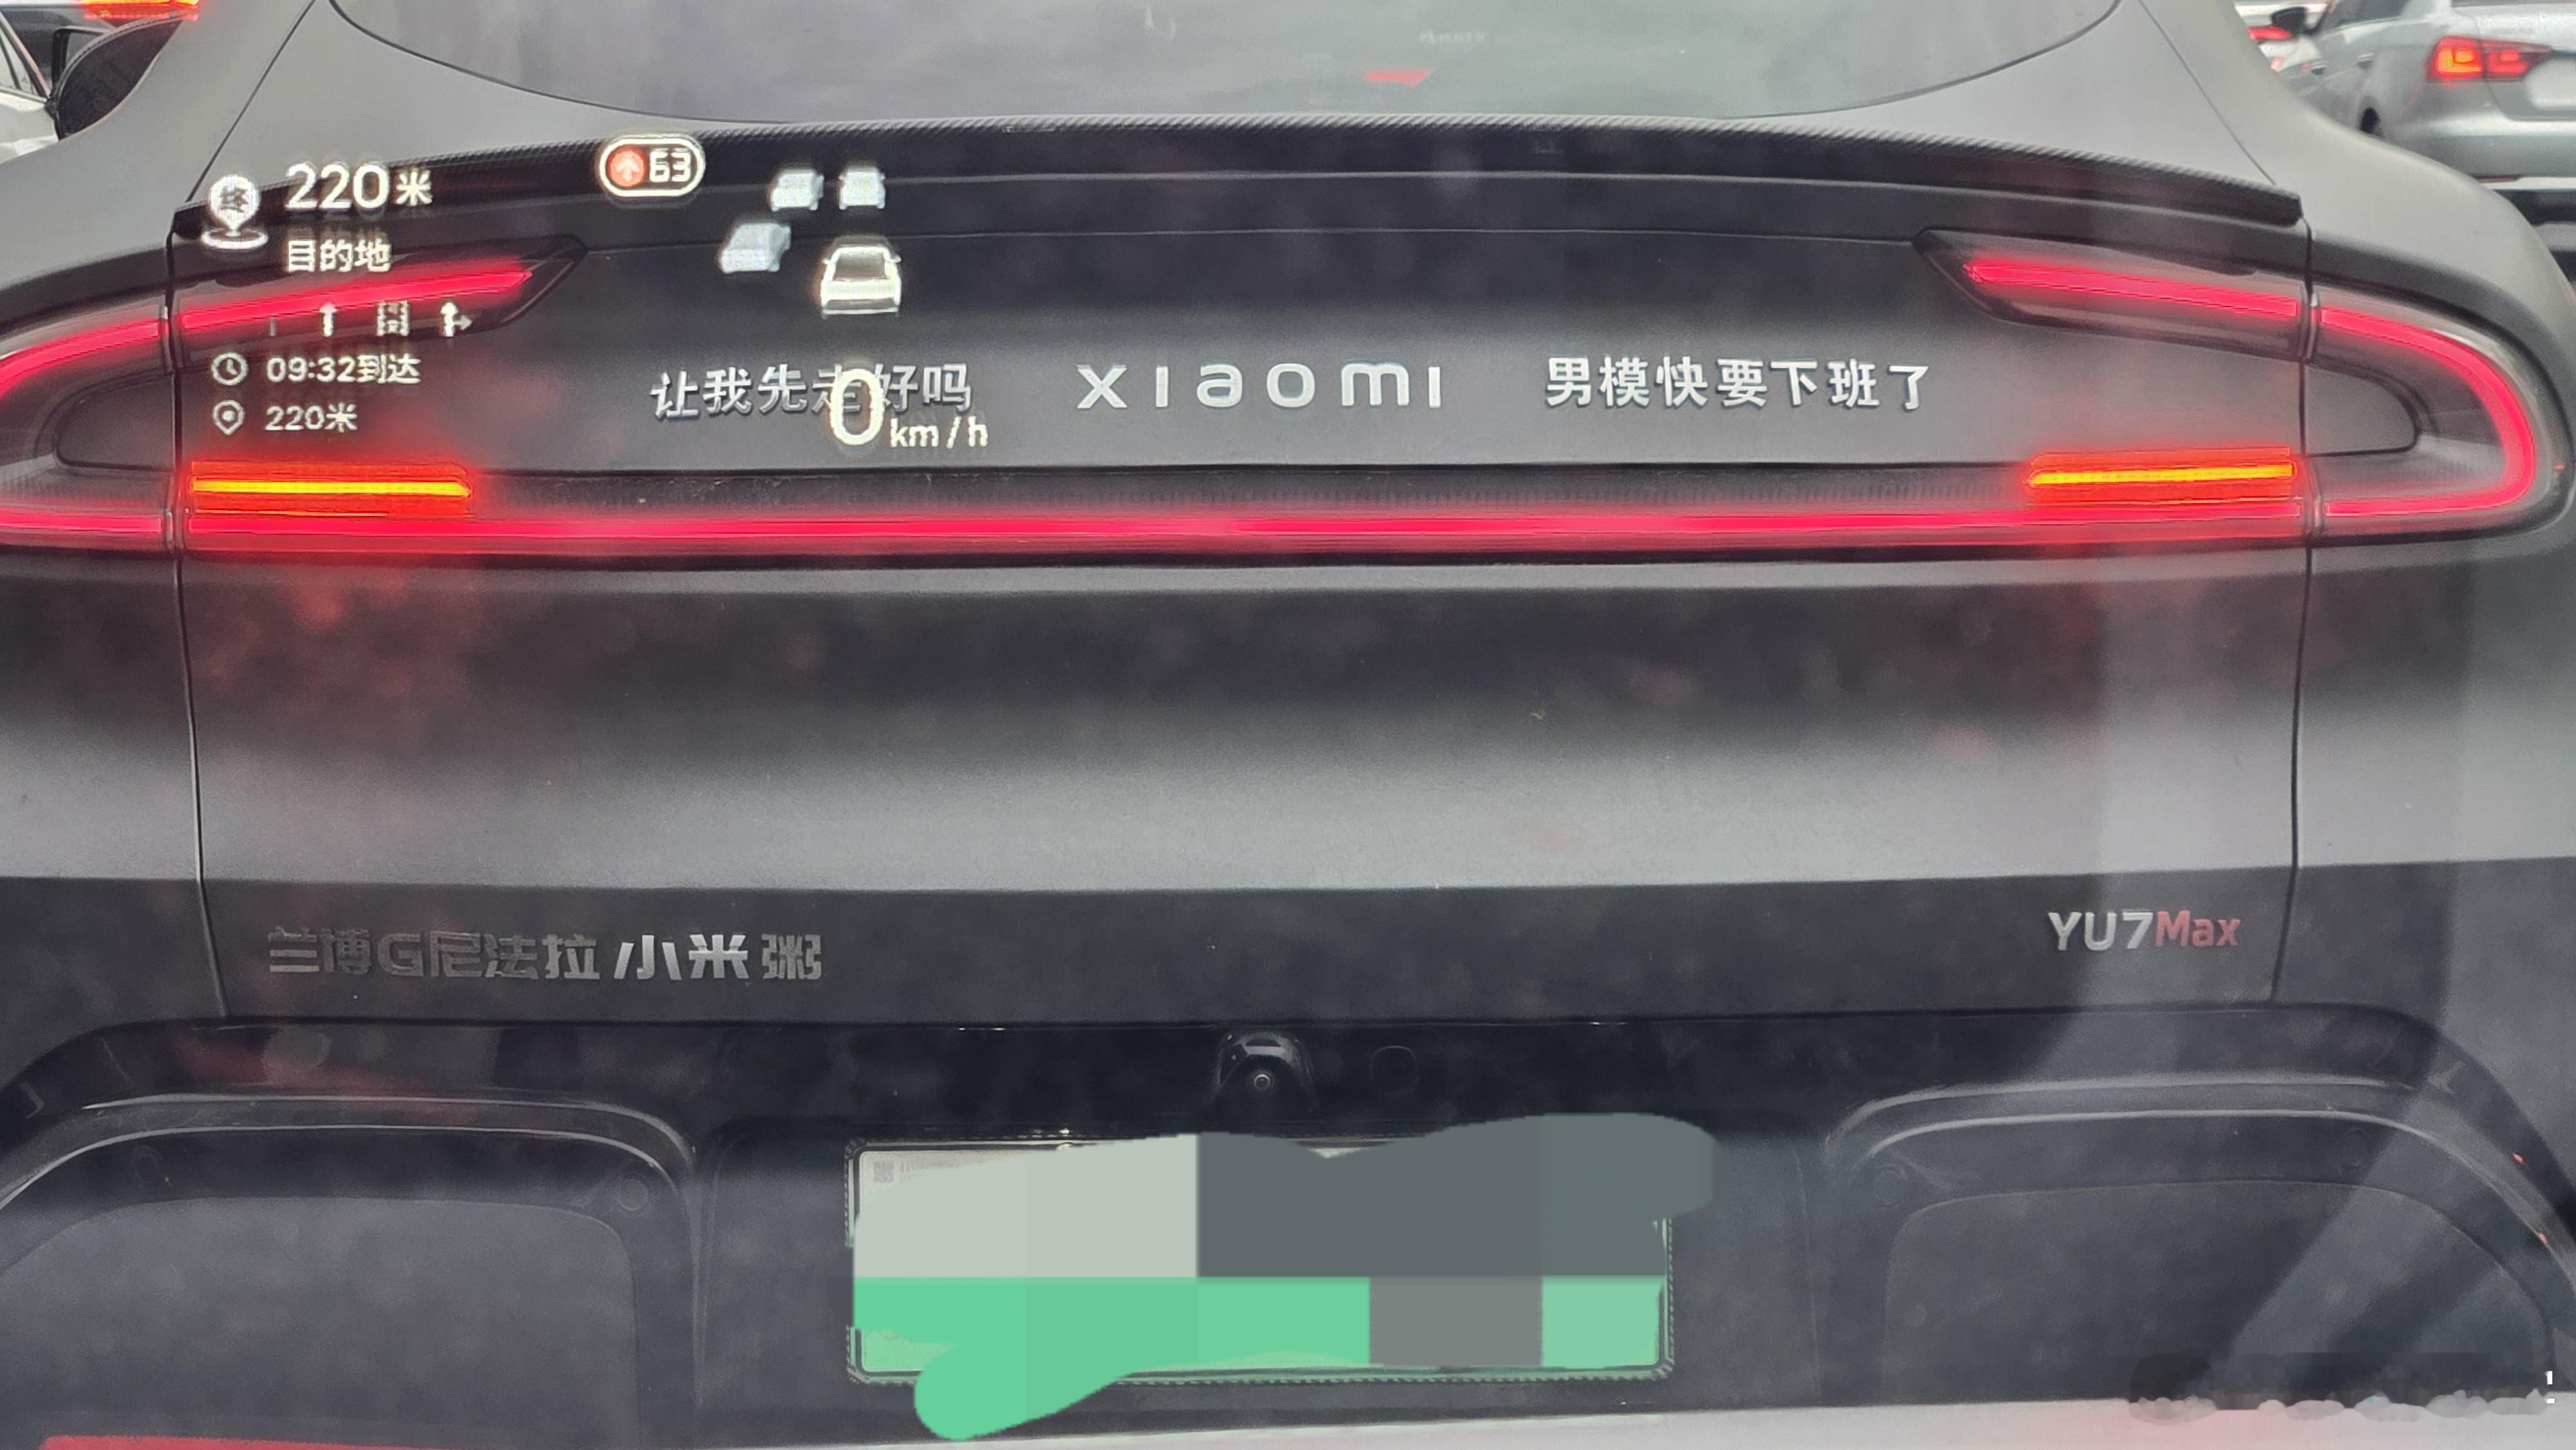 220米
目的地
63
09:32到达
220米
让我先走好吗 xiaomi 男模快要下班了
0km/h
兰博G尼法拉小米粥
YU7Max